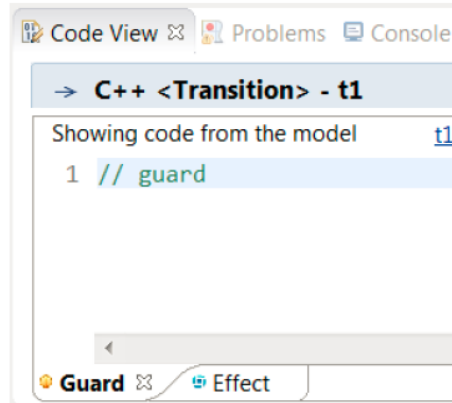 Code View Problems Console
→ C++ <Transition> - t1
Showing code from the model t1
1 // guard
Guard Effect